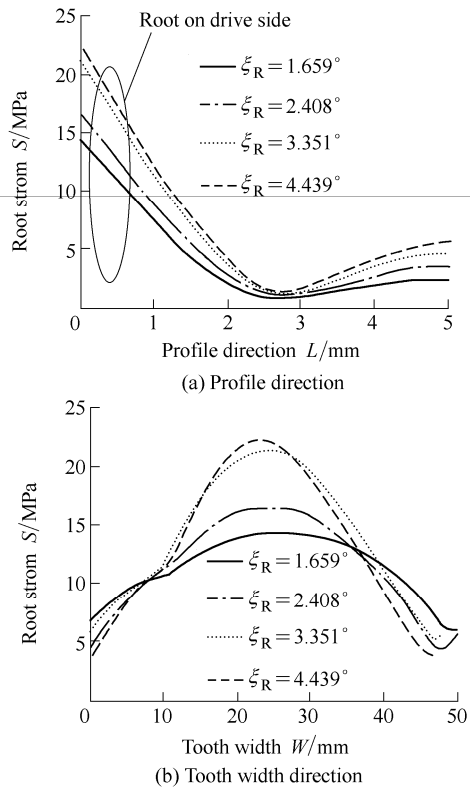 Root on drive side
25
20
15
10
5
Root strom S/MPa
ξR=1.659°
ξR=2.408°
ξR=3.351°
ξR=4.439°
0 1 2 3 4 5
Profile direction L/mm
(a) Profile direction
25
20
15
10
5
Root strom S/MPa
ξR=1.659°
ξR=2.408°
ξR=3.351°
ξR=4.439°
0 10 20 30 40 50
Tooth width W/mm
(b) Tooth width direction